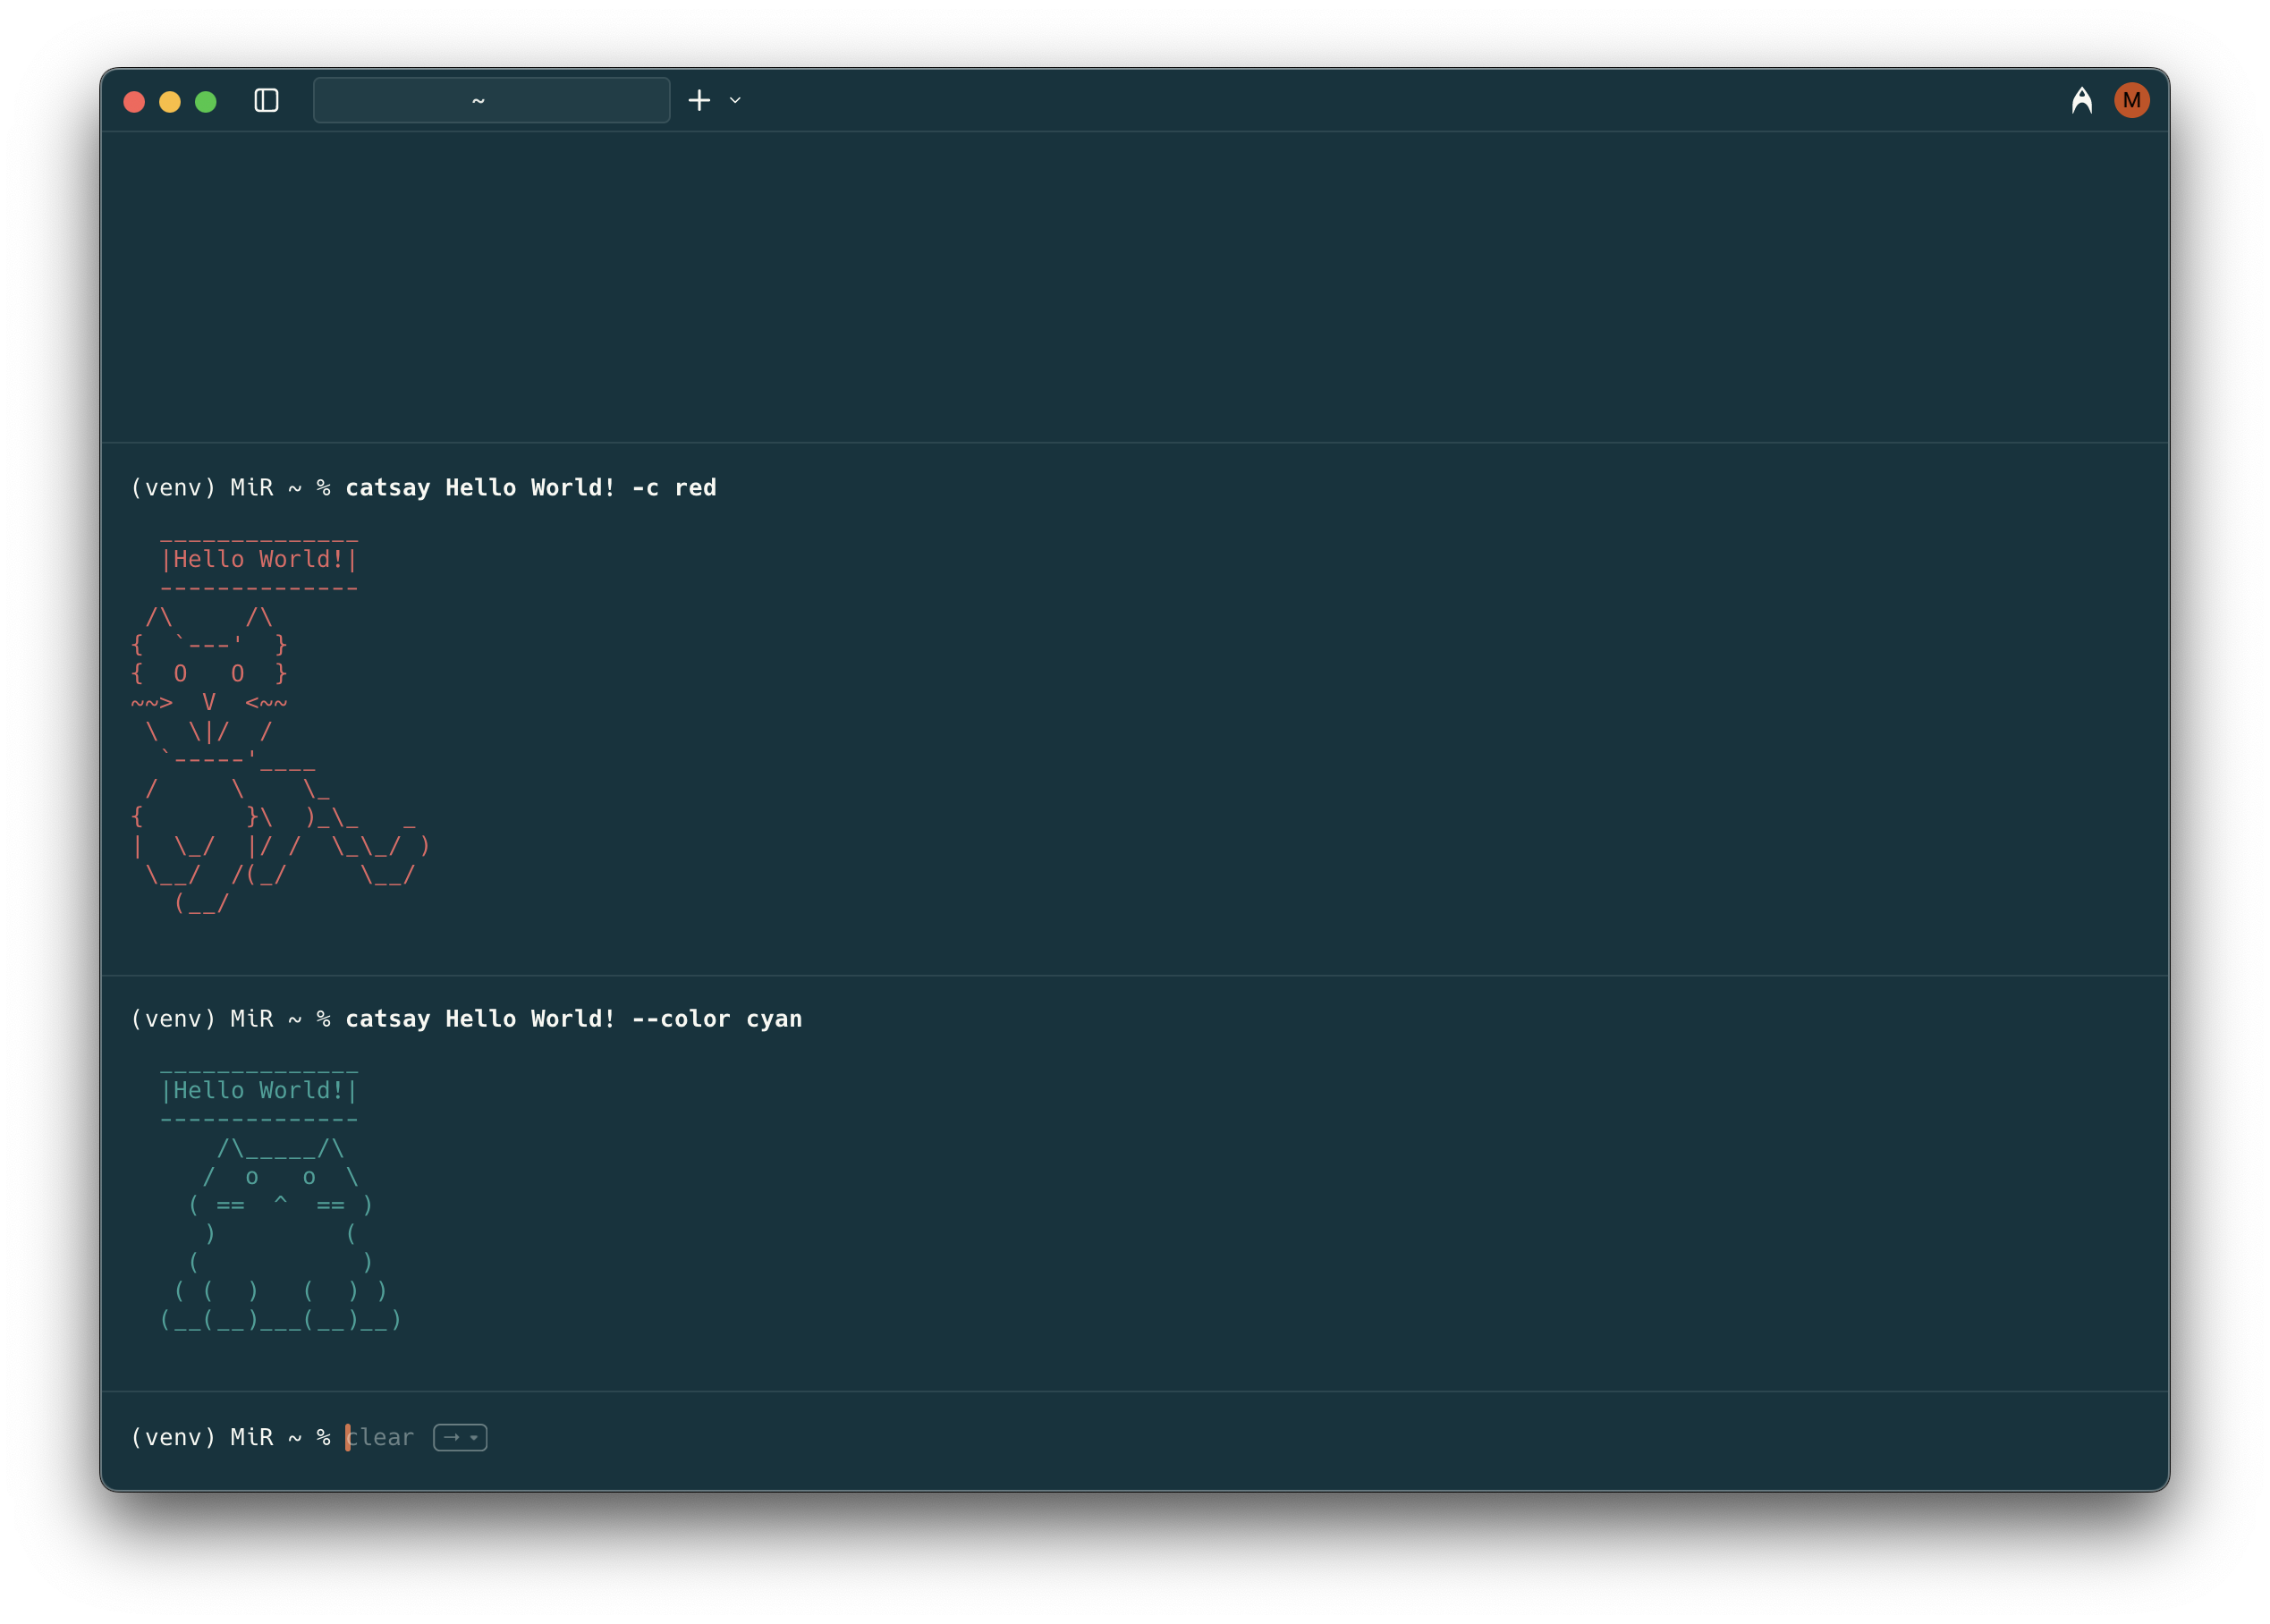 ~ M
(venv) MiR ~ % catsay Hello World! -c red
   ______________
  |Hello World!|
  --------------
 /\     /\
{  `---'  }
{  O   O  }
~~>  V  <~~
 \  \|/  /
  `-----'____
 /     \    \_
{       }\  )_\_   _
|  \_/  |/ /  \_\_/ )
 \__/  /(_/     \__/
   (__/
(venv) MiR ~ % catsay Hello World! --color cyan
  ______________
  |Hello World!|
  --------------
      /\_____/\
     /  o   o  \
    ( ==  ^  == )
     )         (
    (           )
   ( (  )   (  ) )
  (__(__)___(__)__)
(venv) MiR ~ % clear